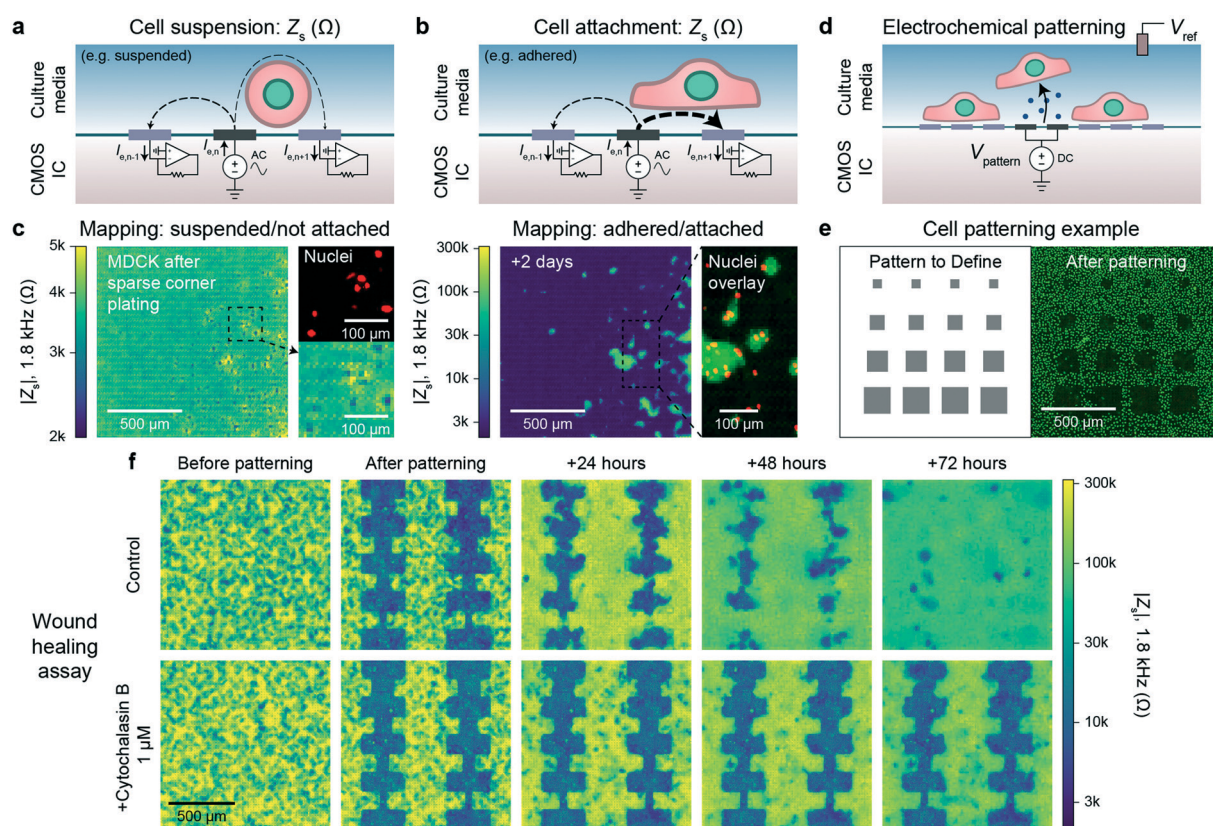 a
Cell suspension: Zs (Ω)
(e.g. suspended)
Culture
media
CMOS
IC
Ie,n-1
Ie,n
AC
Ie,n+1
b
Cell attachment: Zs (Ω)
(e.g. adhered)
Culture
media
CMOS
IC
Ie,n-1
Ie,n
AC
Ie,n+1
d
Electrochemical patterning
Vref
Culture
media
CMOS
IC
Vpattern
DC
c
Mapping: suspended/not attached
5k
4k
3k
2k
|Zs|, 1.8 kHz (Ω)
MDCK after
sparse corner
plating
500 µm
Nuclei
100 µm
100 µm
Mapping: adhered/attached
300k
100k
30k
10k
3k
|Zs|, 1.8 kHz (Ω)
+2 days
500 µm
Nuclei
overlay
100 µm
e
Cell patterning example
Pattern to Define
After patterning
500 µm
f
Before patterning
After patterning
+24 hours
+48 hours
+72 hours
Wound
healing
assay
Control
+Cytochalasin B
1 µM
500 µm
300k
100k
30k
10k
3k
|Zs|, 1.8 kHz (Ω)